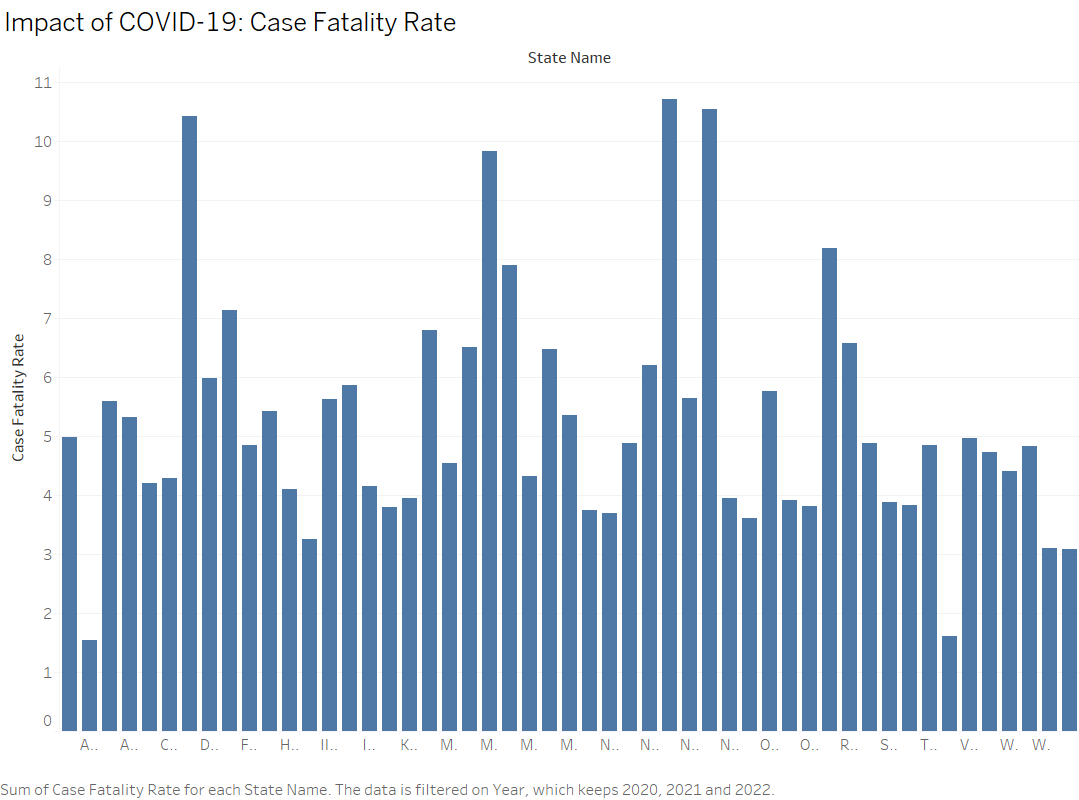 Impact of COVID-19: Case Fatality Rate
State Name
Case Fatality Rate
11
10
9
8
7
6
5
4
3
2
1
0
A.. A.. C.. D.. F.. H.. Il.. I.. K.. M. M. M. M. N.. N.. N.. N.. O.. O.. R.. S.. T.. V.. W. W.
Sum of Case Fatality Rate for each State Name. The data is filtered on Year, which keeps 2020, 2021 and 2022.